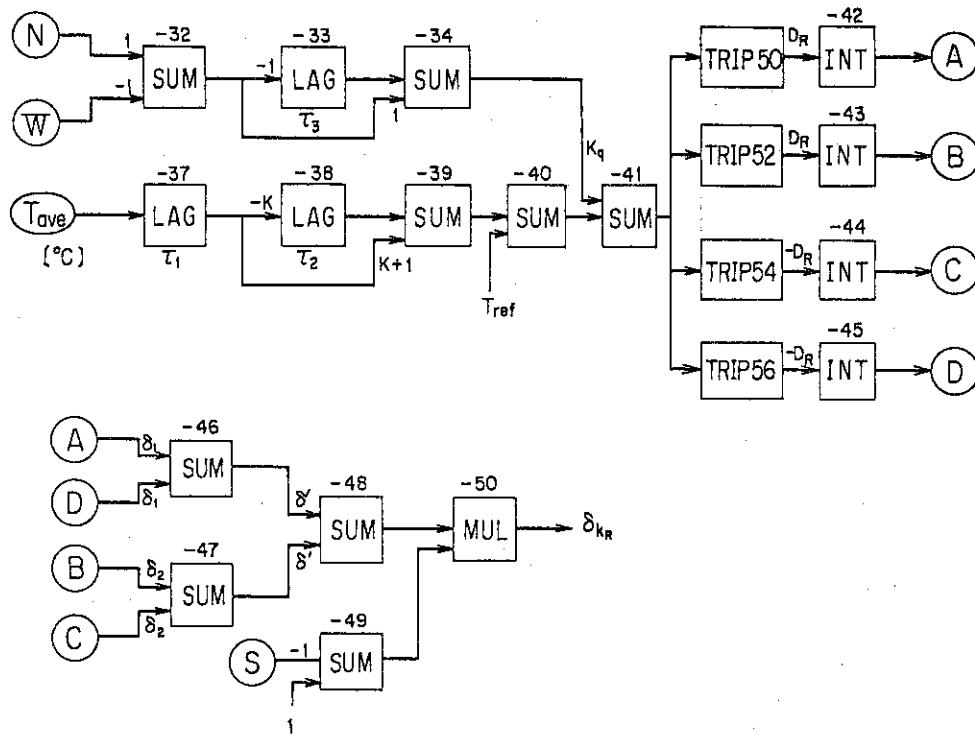 N
W
1
-1
-32
SUM
-1
-33
LAG
τ3
1
-34
SUM
Kq
Tave
[°C]
-37
LAG
τ1
-K
-38
LAG
τ2
K+1
-39
SUM
Tref
-40
SUM
-41
SUM
TRIP50
DR
-42
INT
A
TRIP52
DR
-43
INT
B
TRIP54
-DR
-44
INT
C
TRIP56
-DR
-45
INT
D
A
δ1
D
δ1
-46
SUM
B
δ2
C
δ2
-47
SUM
δ'
δ'
-48
SUM
S
-1
1
-49
SUM
-50
MUL
δKR